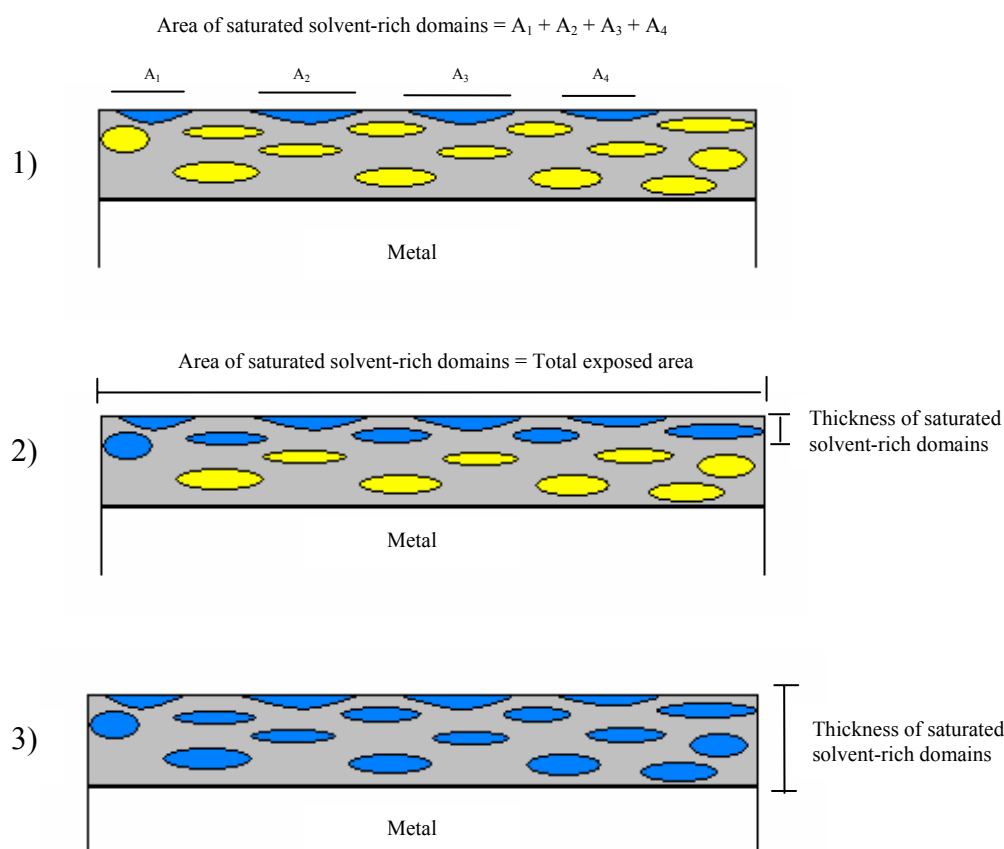 Area of saturated solvent-rich domains = A₁ + A₂ + A₃ + A₄
A₁ A₂ A₃ A₄
1)
Metal
Area of saturated solvent-rich domains = Total exposed area
Thickness of saturated
solvent-rich domains
2)
Metal
3)
Thickness of saturated
solvent-rich domains
Metal